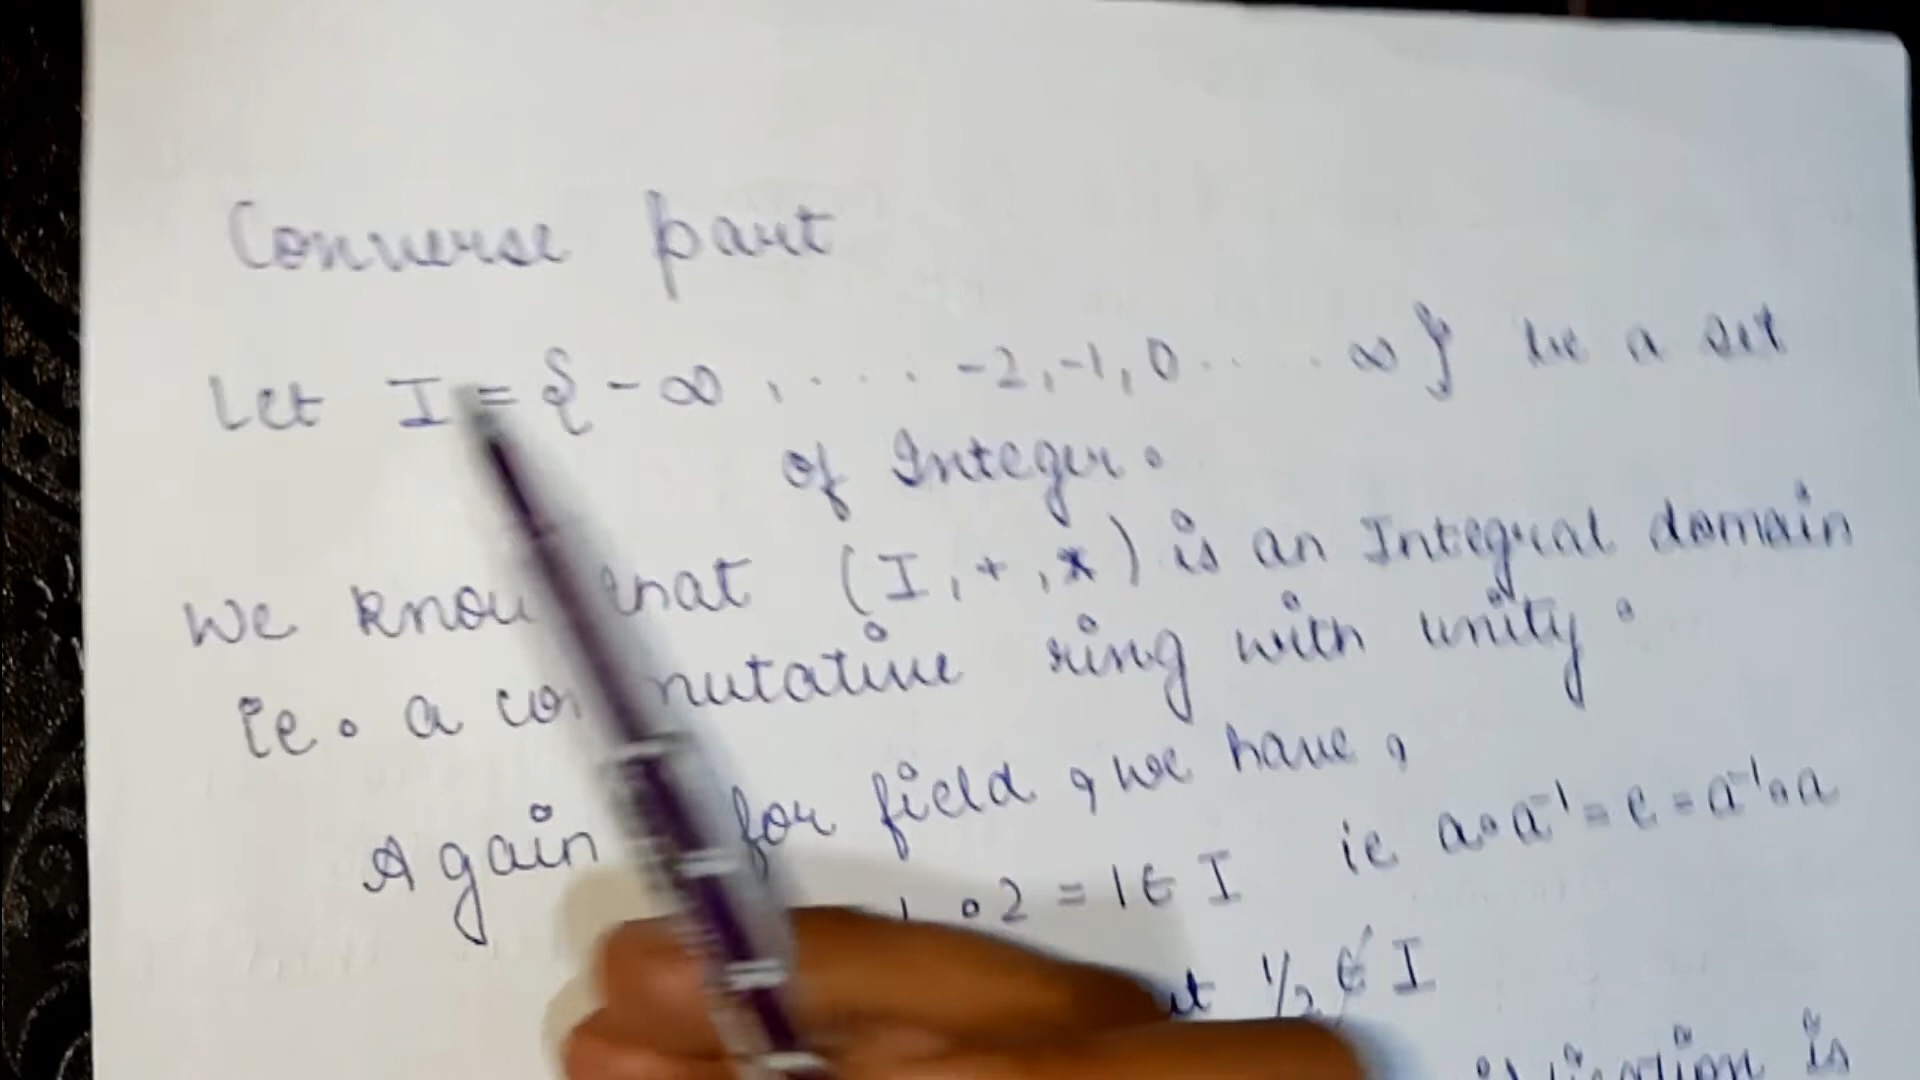 Converse part
Let I = { - ∞ , . . . . -2, -1, 0 . . . . . ∞ } be a set
of Integer.
We know that (I, +, *) is an Integral domain
ie. a commutative ring with unity.
Again for field, we have,
.2 = 1 ∈ I ie a.a⁻¹ = e = a⁻¹.a
1/2 ∉ I
is